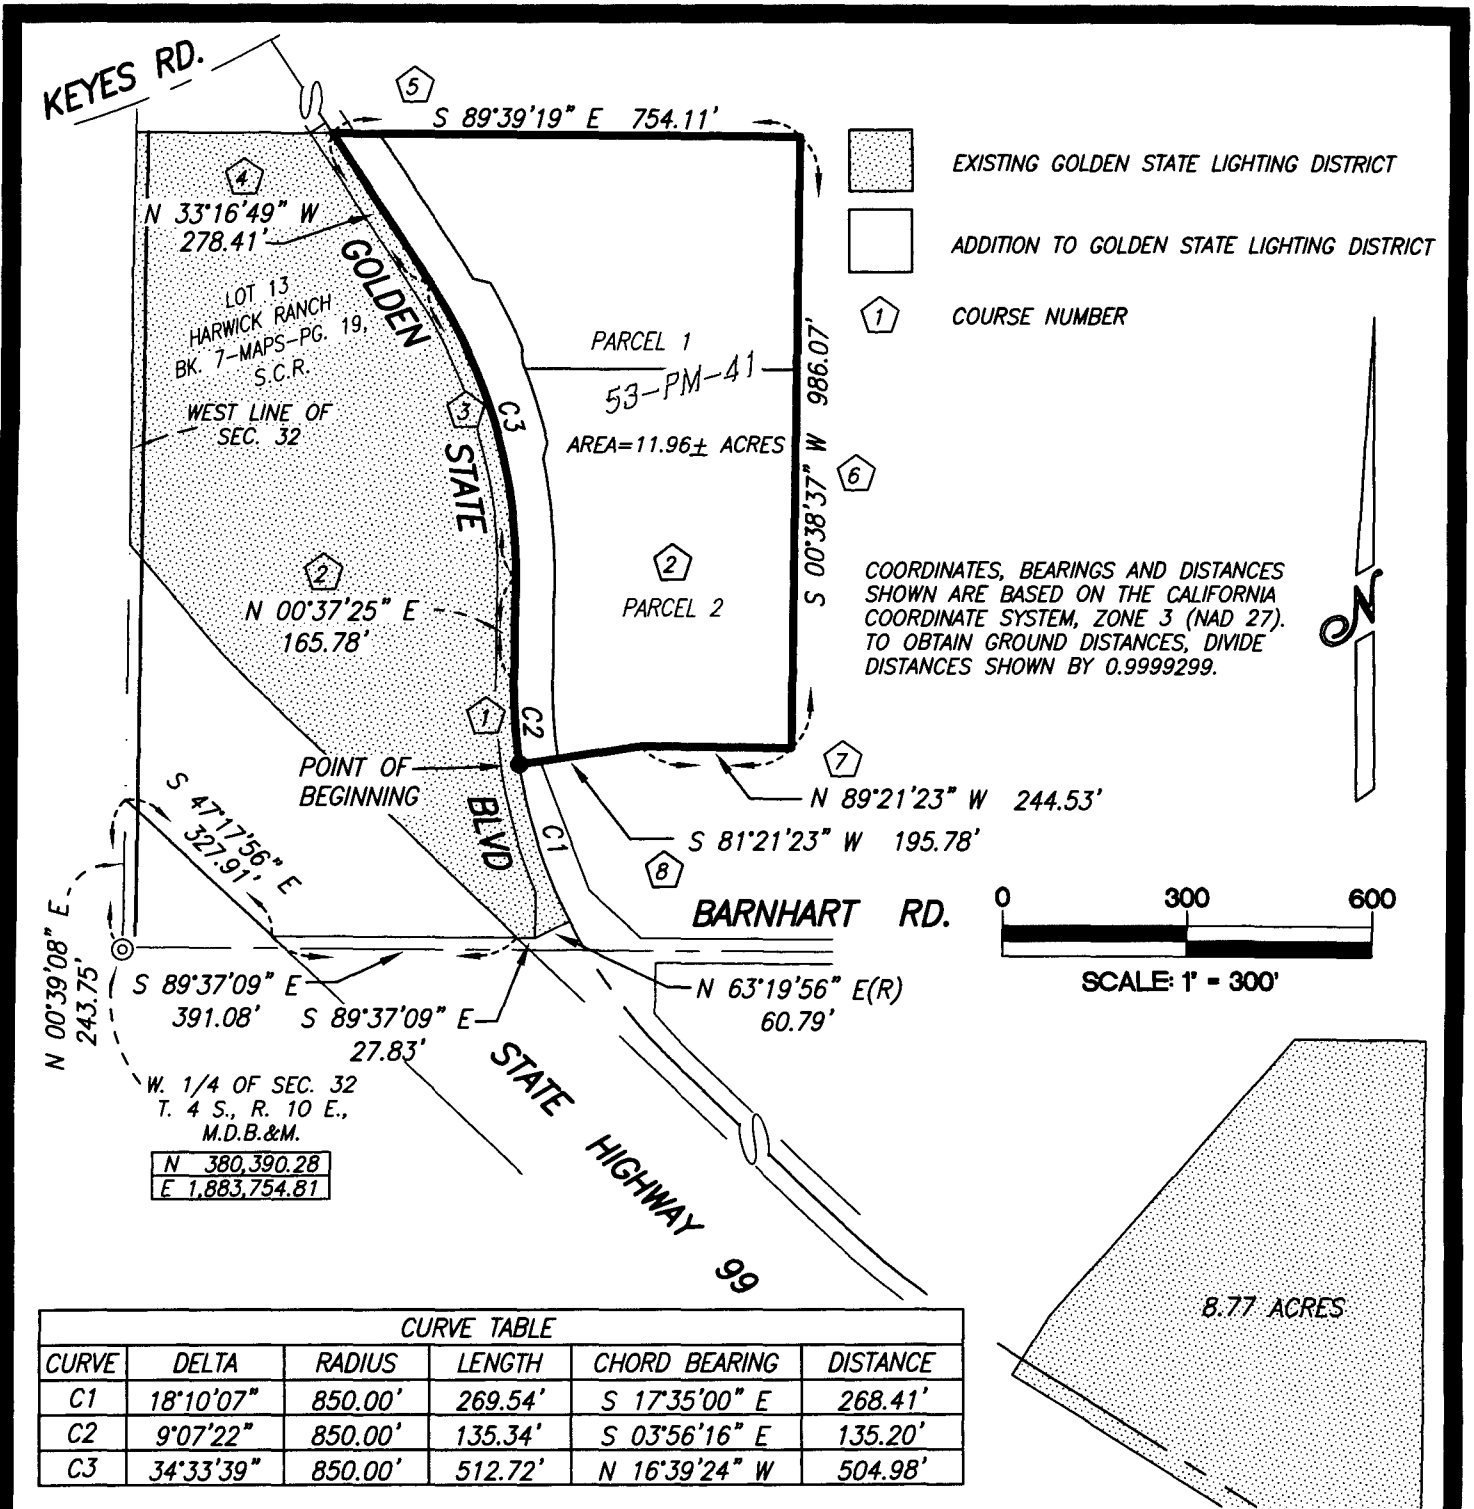 KEYES RD.
5
S 89°39'19" E 754.11'
4
N 33°16'49" W
278.41'
GOLDEN
STATE
BLVD
LOT 13
HARWICK RANCH
BK. 7-MAPS-PG. 19,
S.C.R.
WEST LINE OF
SEC. 32
3
C3
PARCEL 1
53-PM-41
AREA=11.96± ACRES
S 00°38'37" W 986.07'
6
EXISTING GOLDEN STATE LIGHTING DISTRICT
ADDITION TO GOLDEN STATE LIGHTING DISTRICT
1
COURSE NUMBER
2
N 00°37'25" E
165.78'
2
PARCEL 2
COORDINATES, BEARINGS AND DISTANCES
SHOWN ARE BASED ON THE CALIFORNIA
COORDINATE SYSTEM, ZONE 3 (NAD 27).
TO OBTAIN GROUND DISTANCES, DIVIDE
DISTANCES SHOWN BY 0.9999299.
N
1
C2
POINT OF
BEGINNING
7
N 89°21'23" W 244.53'
S 81°21'23" W 195.78'
8
C1
S 47°17'56" E
327.91'
BARNHART RD.
0 300 600
SCALE: 1" = 300'
N 00°39'08" E
243.75'
S 89°37'09" E
391.08'
S 89°37'09" E
27.83'
N 63°19'56" E(R)
60.79'
W. 1/4 OF SEC. 32
T. 4 S., R. 10 E.,
M.D.B.&M.
N 380,390.28
E 1,883,754.81
STATE HIGHWAY 99
8.77 ACRES
CURVE TABLE
CURVE DELTA RADIUS LENGTH CHORD BEARING DISTANCE
C1 18°10'07" 850.00' 269.54' S 17°35'00" E 268.41'
C2 9°07'22" 850.00' 135.34' S 03°56'16" E 135.20'
C3 34°33'39" 850.00' 512.72' N 16°39'24" W 504.98'